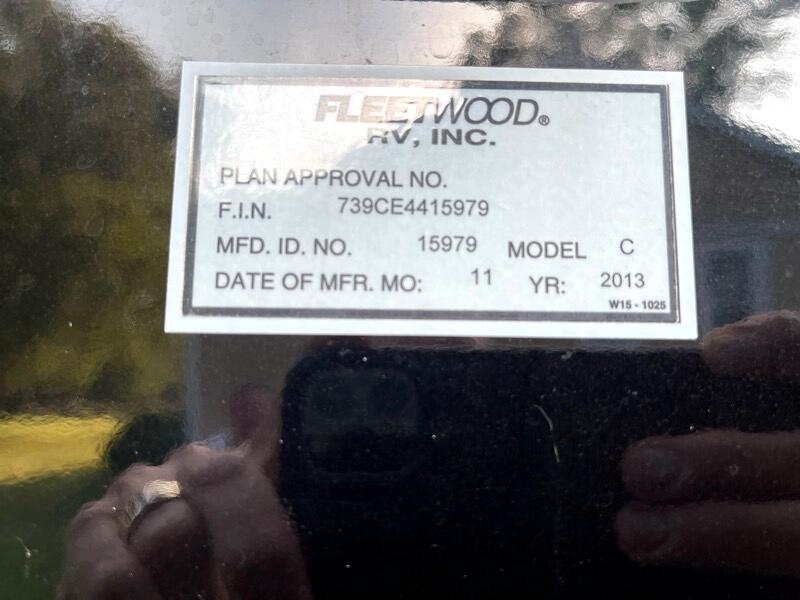 FLEETWOOD®
RV, INC.
PLAN APPROVAL NO.
F.I.N. 739CE4415979
MFD. ID. NO. 15979 MODEL C
DATE OF MFR. MO: 11 YR: 2013
W15 - 1025